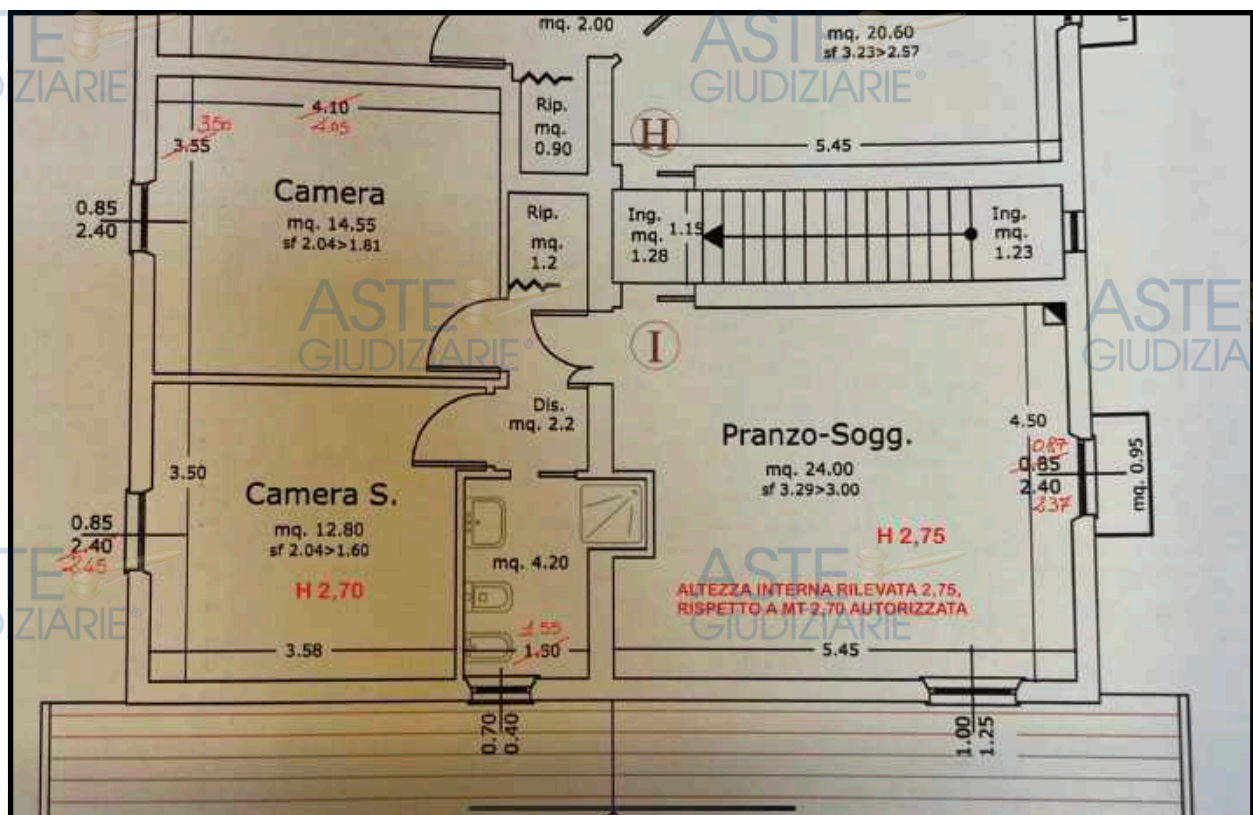 mq. 2.00
mq. 20.60
sf 3.23>2.57
ASTE
GIUDIZIARIE®
Rip.
mq.
0.90
4.10
4.05
3.50
3.55
H
5.45
Camera
mq. 14.55
sf 2.04>1.81
0.85
2.40
Rip.
mq.
1.2
Ing.
mq.
1.28
1.15
Ing.
mq.
1.23
ASTE
GIUDIZIARIE®
ASTE
GIUDIZIA
I
Dis.
mq. 2.2
Pranzo-Sogg.
mq. 24.00
sf 3.29>3.00
4.50
0.87
0.85
2.40
2.37
mq. 0.95
3.50
Camera S.
mq. 12.80
sf 2.04>1.60
0.85
2.40
2.45
H 2,70
mq. 4.20
H 2,75
ASTE
GIUDIZIARIE
ALTEZZA INTERNA RILEVATA 2,75,
RISPETTO A MT 2,70 AUTORIZZATA
3.58
1.55
1.50
5.45
0.70
0.40
1.00
1.25
E
DIZIARIE
E
DIZIARIE